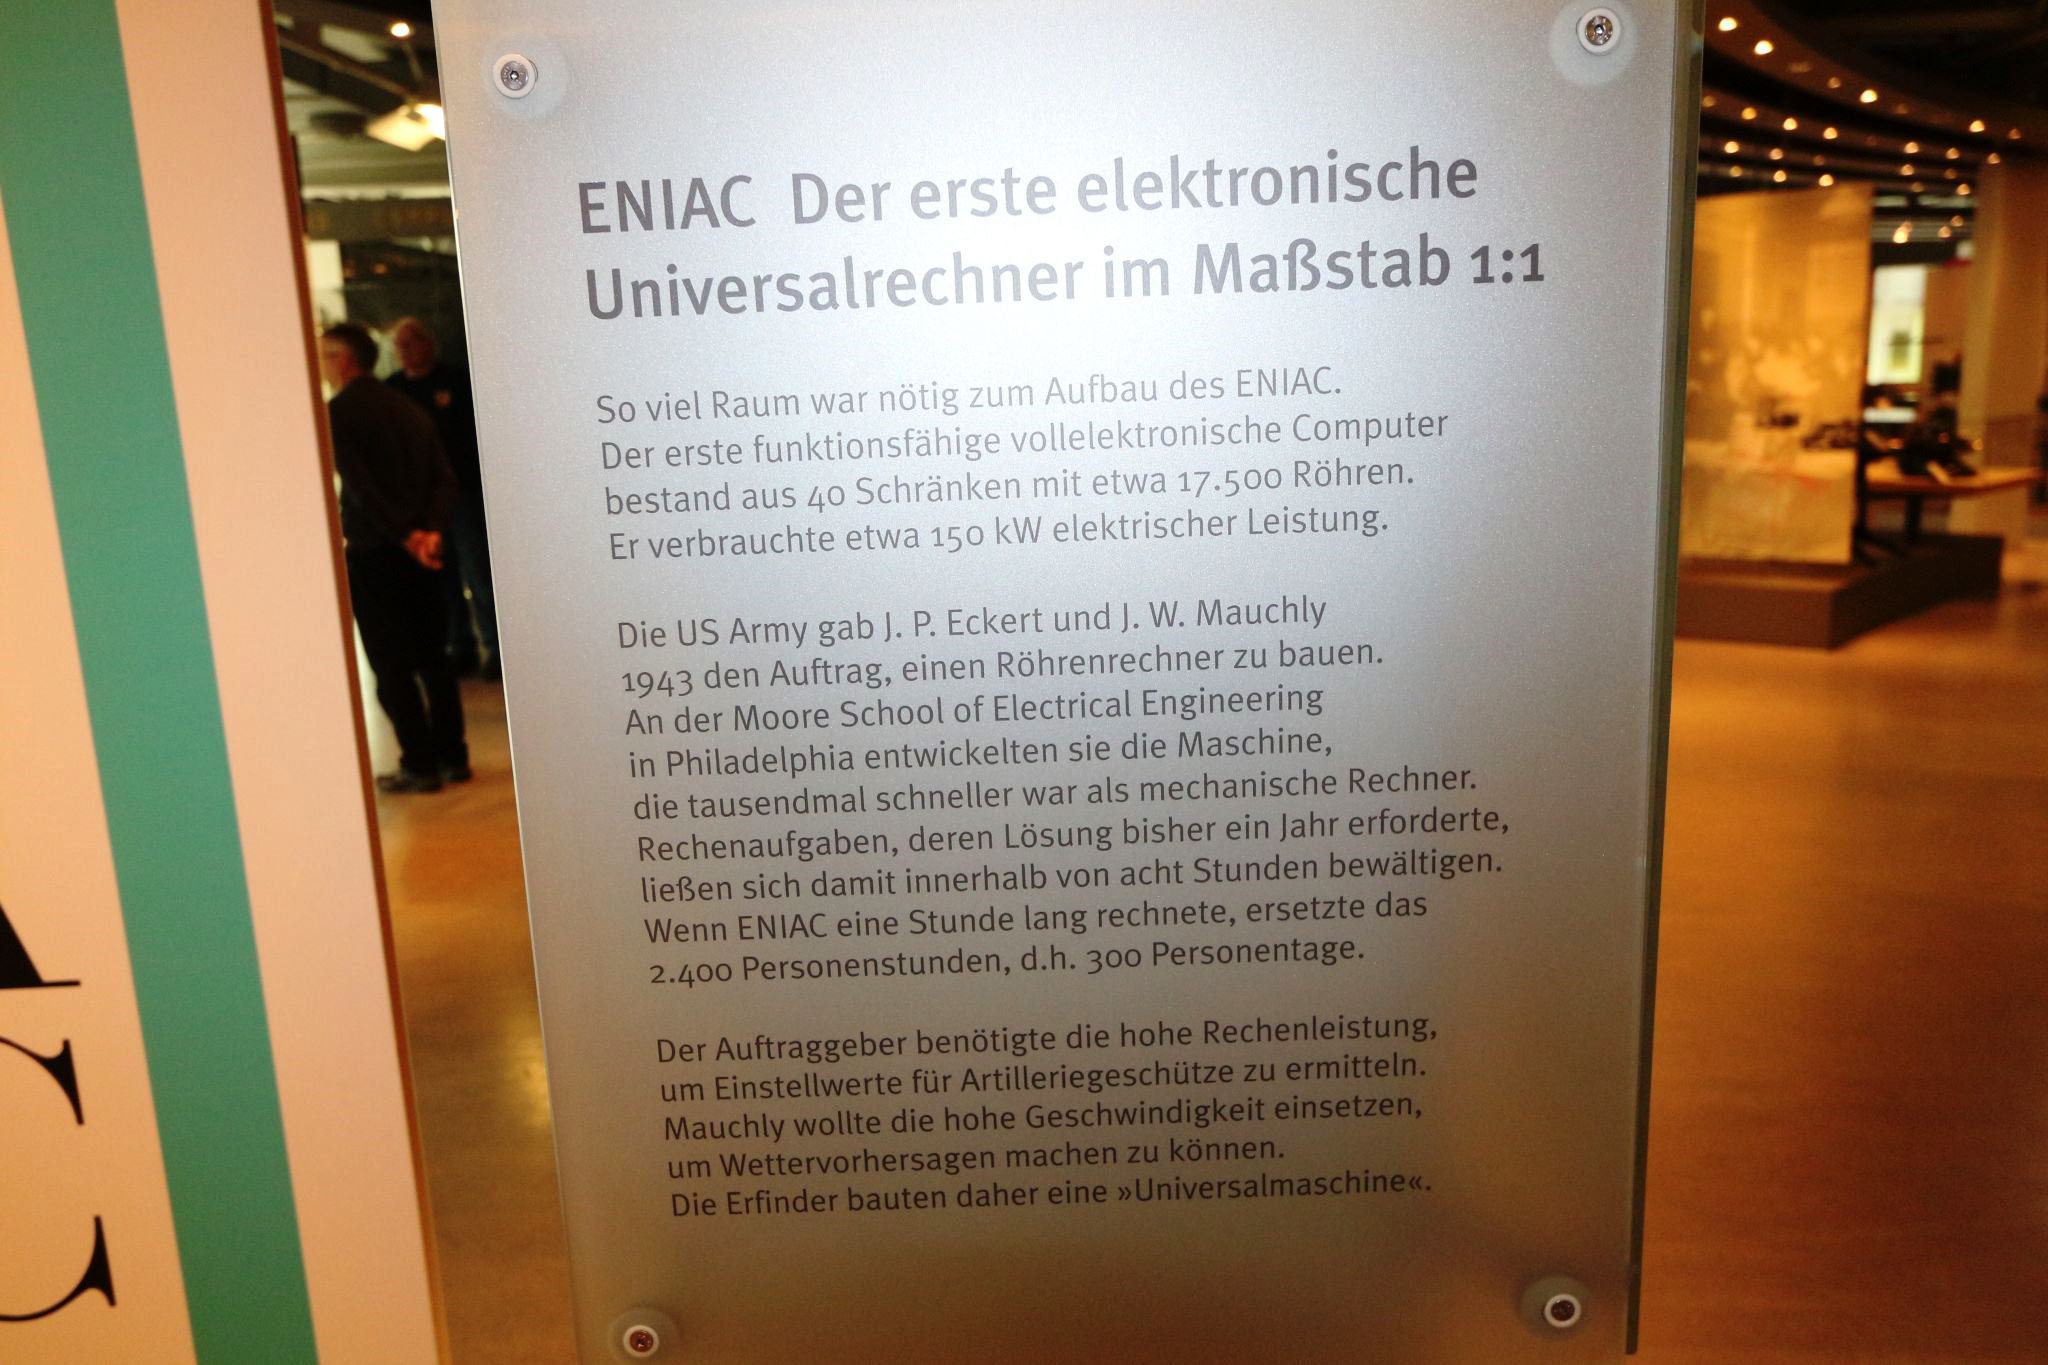 ENIAC Der erste elektronische
Universalrechner im Maßstab 1:1
So viel Raum war nötig zum Aufbau des ENIAC.
Der erste funktionsfähige vollelektronische Computer
bestand aus 40 Schränken mit etwa 17.500 Röhren.
Er verbrauchte etwa 150 kW elektrischer Leistung.
Die US Army gab J. P. Eckert und J. W. Mauchly
1943 den Auftrag, einen Röhrenrechner zu bauen.
An der Moore School of Electrical Engineering
in Philadelphia entwickelten sie die Maschine,
die tausendmal schneller war als mechanische Rechner.
Rechenaufgaben, deren Lösung bisher ein Jahr erforderte,
ließen sich damit innerhalb von acht Stunden bewältigen.
Wenn ENIAC eine Stunde lang rechnete, ersetzte das
2.400 Personenstunden, d.h. 300 Personentage.
Der Auftraggeber benötigte die hohe Rechenleistung,
um Einstellwerte für Artilleriegeschütze zu ermitteln.
Mauchly wollte die hohe Geschwindigkeit einsetzen,
um Wettervorhersagen machen zu können.
Die Erfinder bauten daher eine »Universalmaschine«.